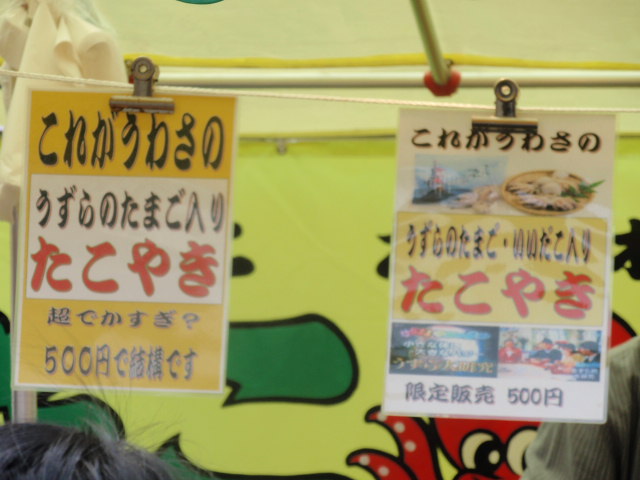 これがうわさの
うずらのたまご入り
たこやき
超でかすぎ?
500円で結構です
これがうわさの
うずらのたまご・いいだこ入り
たこやき
限定販売 500円